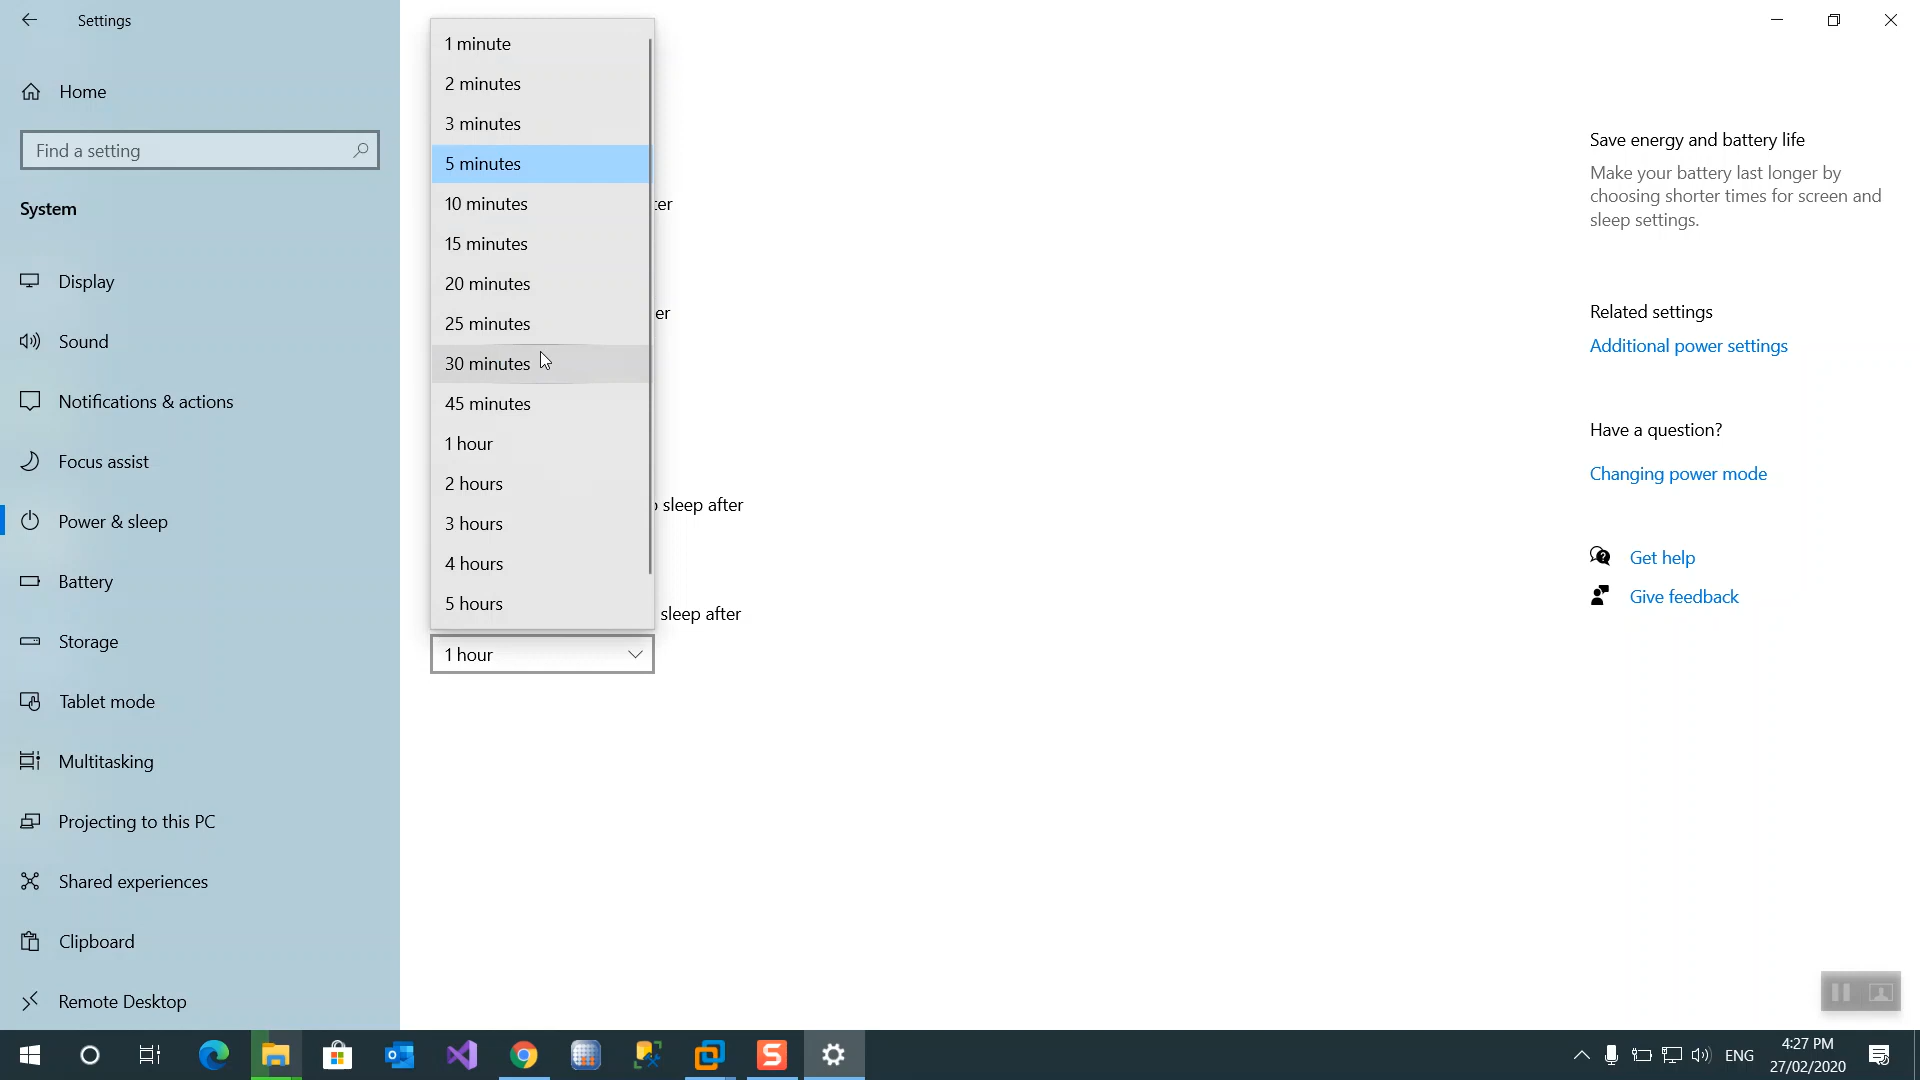 Settings
Home
Find a setting
System
Display
Sound
Notifications & actions
Focus assist
Power & sleep
Battery
Storage
Tablet mode
Multitasking
Projecting to this PC
Shared experiences
Clipboard
Remote Desktop
1 minute
2 minutes
3 minutes
5 minutes
10 minutes
15 minutes
20 minutes
25 minutes
30 minutes
45 minutes
1 hour
2 hours
3 hours
4 hours
5 hours
1 hour
er
sleep after
sleep after
Save energy and battery life
Make your battery last longer by
choosing shorter times for screen and
sleep settings.
Related settings
Additional power settings
Have a question?
Changing power mode
Get help
Give feedback
S
ENG
4:27 PM
27/02/2020